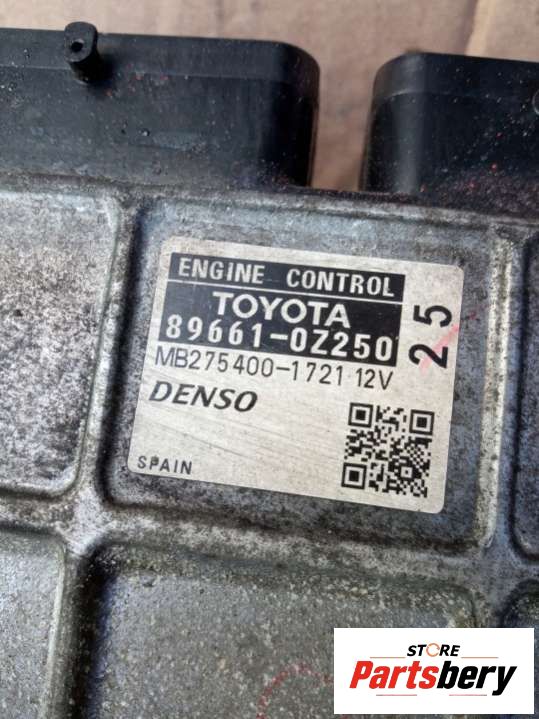 ENGINE CONTROL
TOYOTA
89661-0Z250
25
MB275400-1721 12V
DENSO
SPAIN
STORE
Partsbery